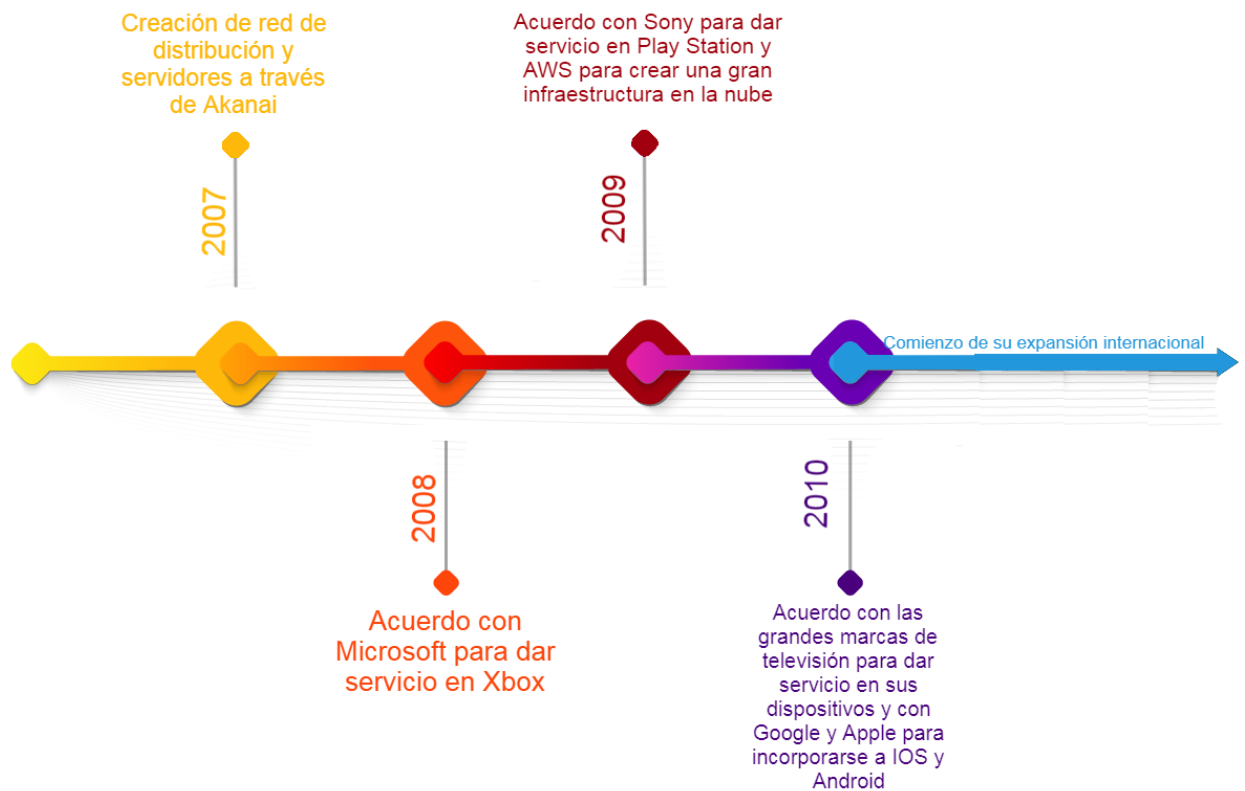 Creación de red de
distribución y
servidores a través
de Akanai
2007
Acuerdo con Sony para dar
servicio en Play Station y
AWS para crear una gran
infraestructura en la nube
2009
Comienzo de su expansión internacional
2008
Acuerdo con
Microsoft para dar
servicio en Xbox
2010
Acuerdo con las
grandes marcas de
televisión para dar
servicio en sus
dispositivos y con
Google y Apple para
incorporarse a IOS y
Android